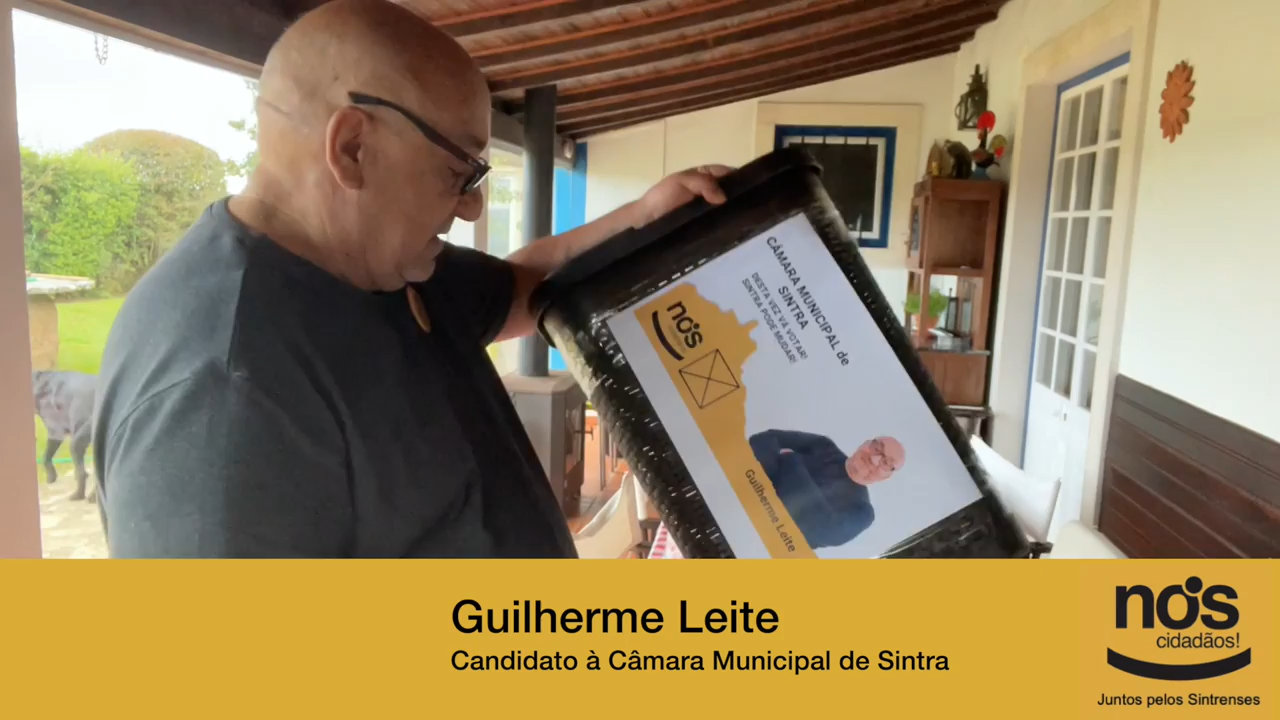 CÂMARA MUNICIPAL de
SINTRA
DESTA VEZ VÁ VOTAR!
SINTRA PODE MUDAR!
nós
Guilherme Leite
Guilherme Leite
Candidato à Câmara Municipal de Sintra
nós
cidadãos!
Juntos pelos Sintrenses